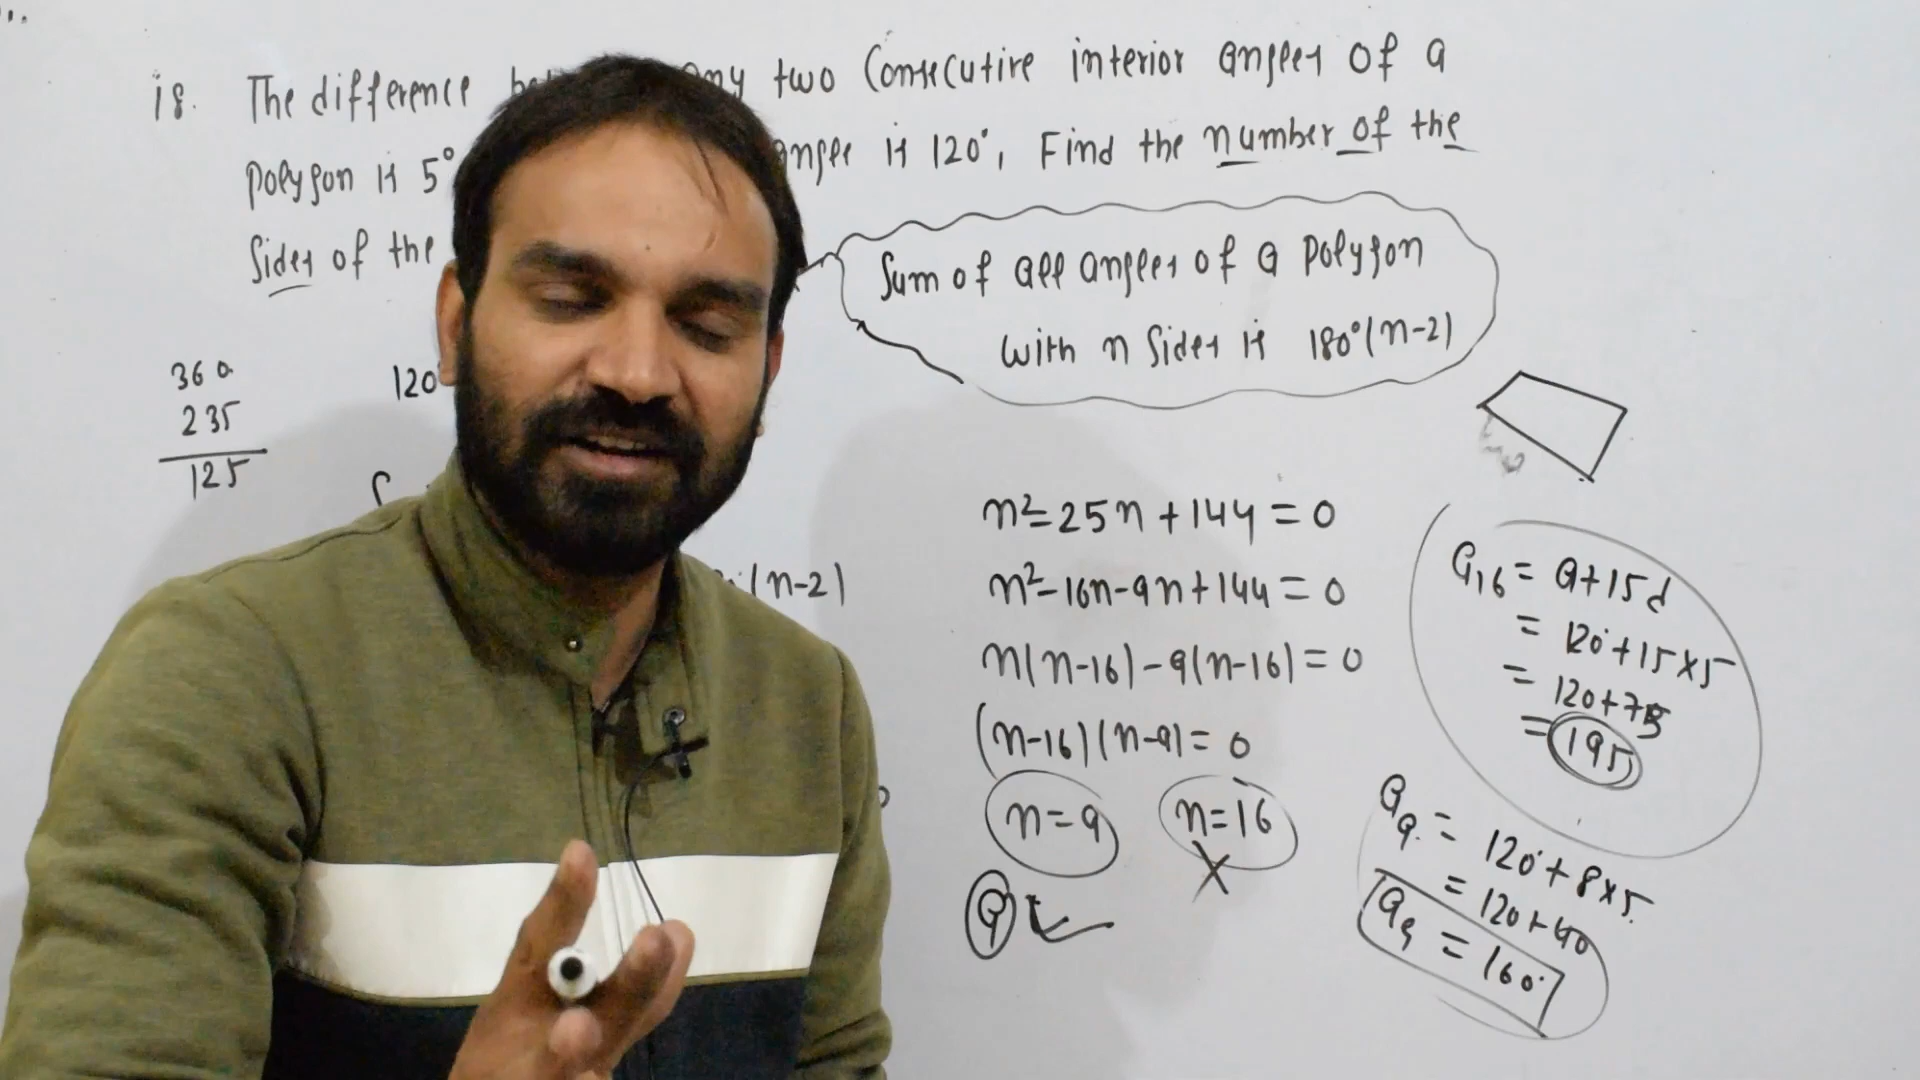 18. The difference any two Consecutive interior angles of a
polygon is 5° angle is 120°, Find the number of the
Sides of the
Sum of all angles of a polygon
with n sides is 180°(n-2)
360
235
125
120
(n-2)
n²-25n+144=0
n²-16n-9n+144=0
n(n-16)-9(n-16)=0
(n-16)(n-9)=0
n=9 n=16
9
a₁₆ = a+15d
= 120°+15×5
= 120+75
= 195
a₉ = 120°+8×5
= 120+40
a₉ = 160°